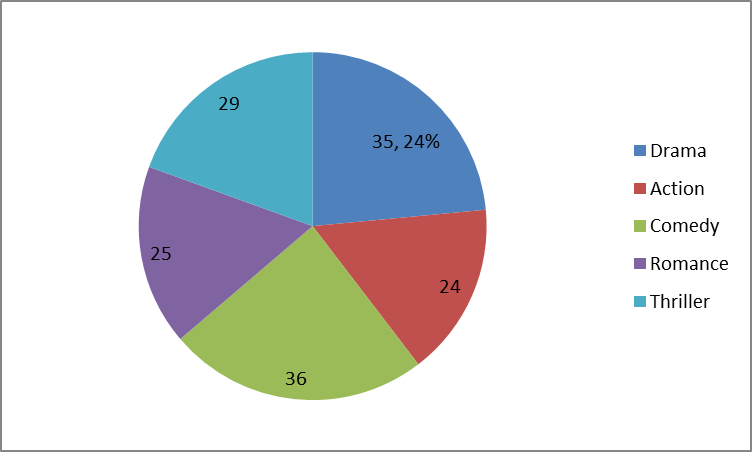 29
35, 24%
25
24
36
Drama
Action
Comedy
Romance
Thriller